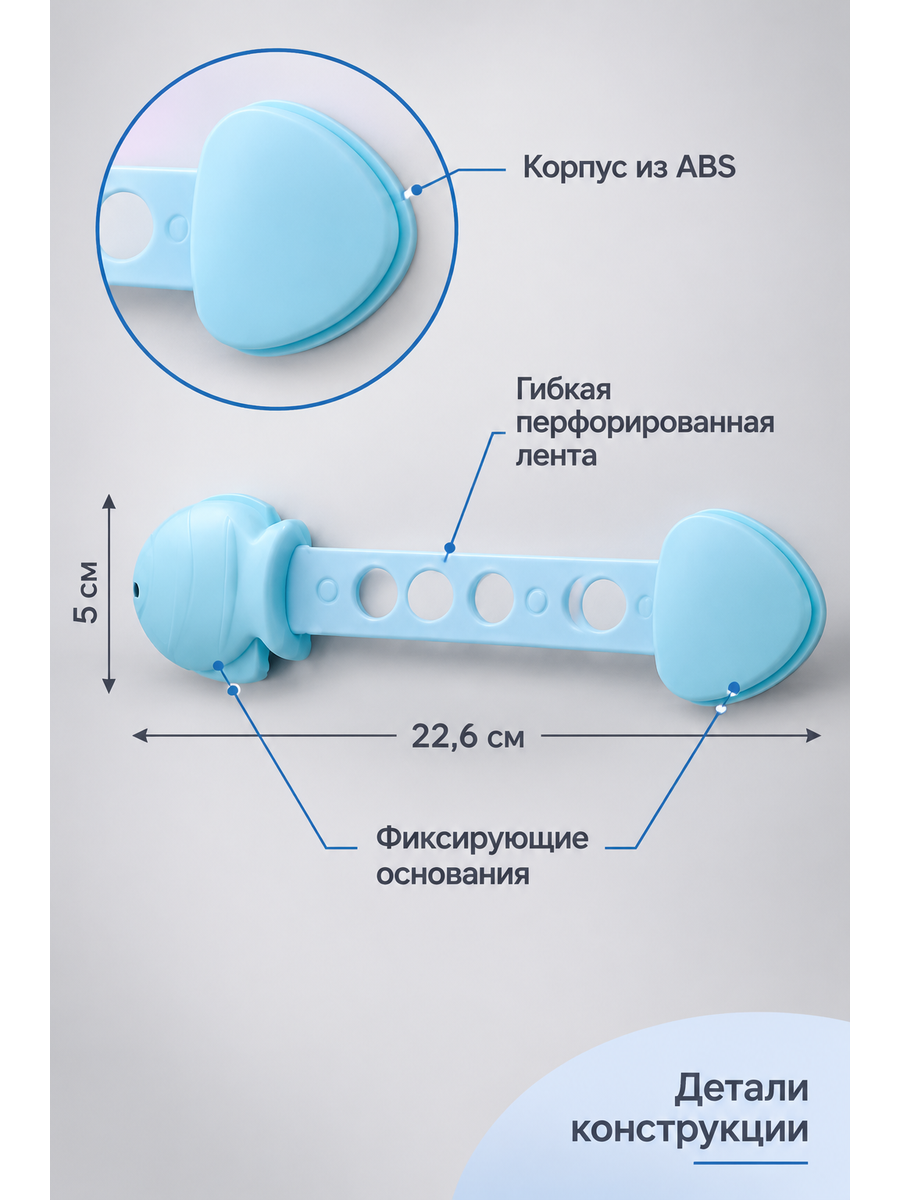 Корпус из ABS
Гибкая
перфорированная
лента
5 см
22,6 см
Фиксирующие
основания
Детали
конструкции